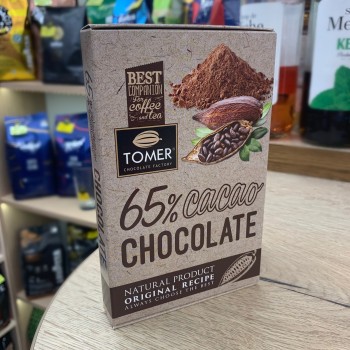 BEST
COMPANION
For
coffee
and tea
TOMER
CHOCOLATE FACTORY
65% cacao
CHOCOLATE
NATURAL PRODUCT
ORIGINAL RECIPE
ALWAYS CHOOSE THE BEST
CHOCOLATE